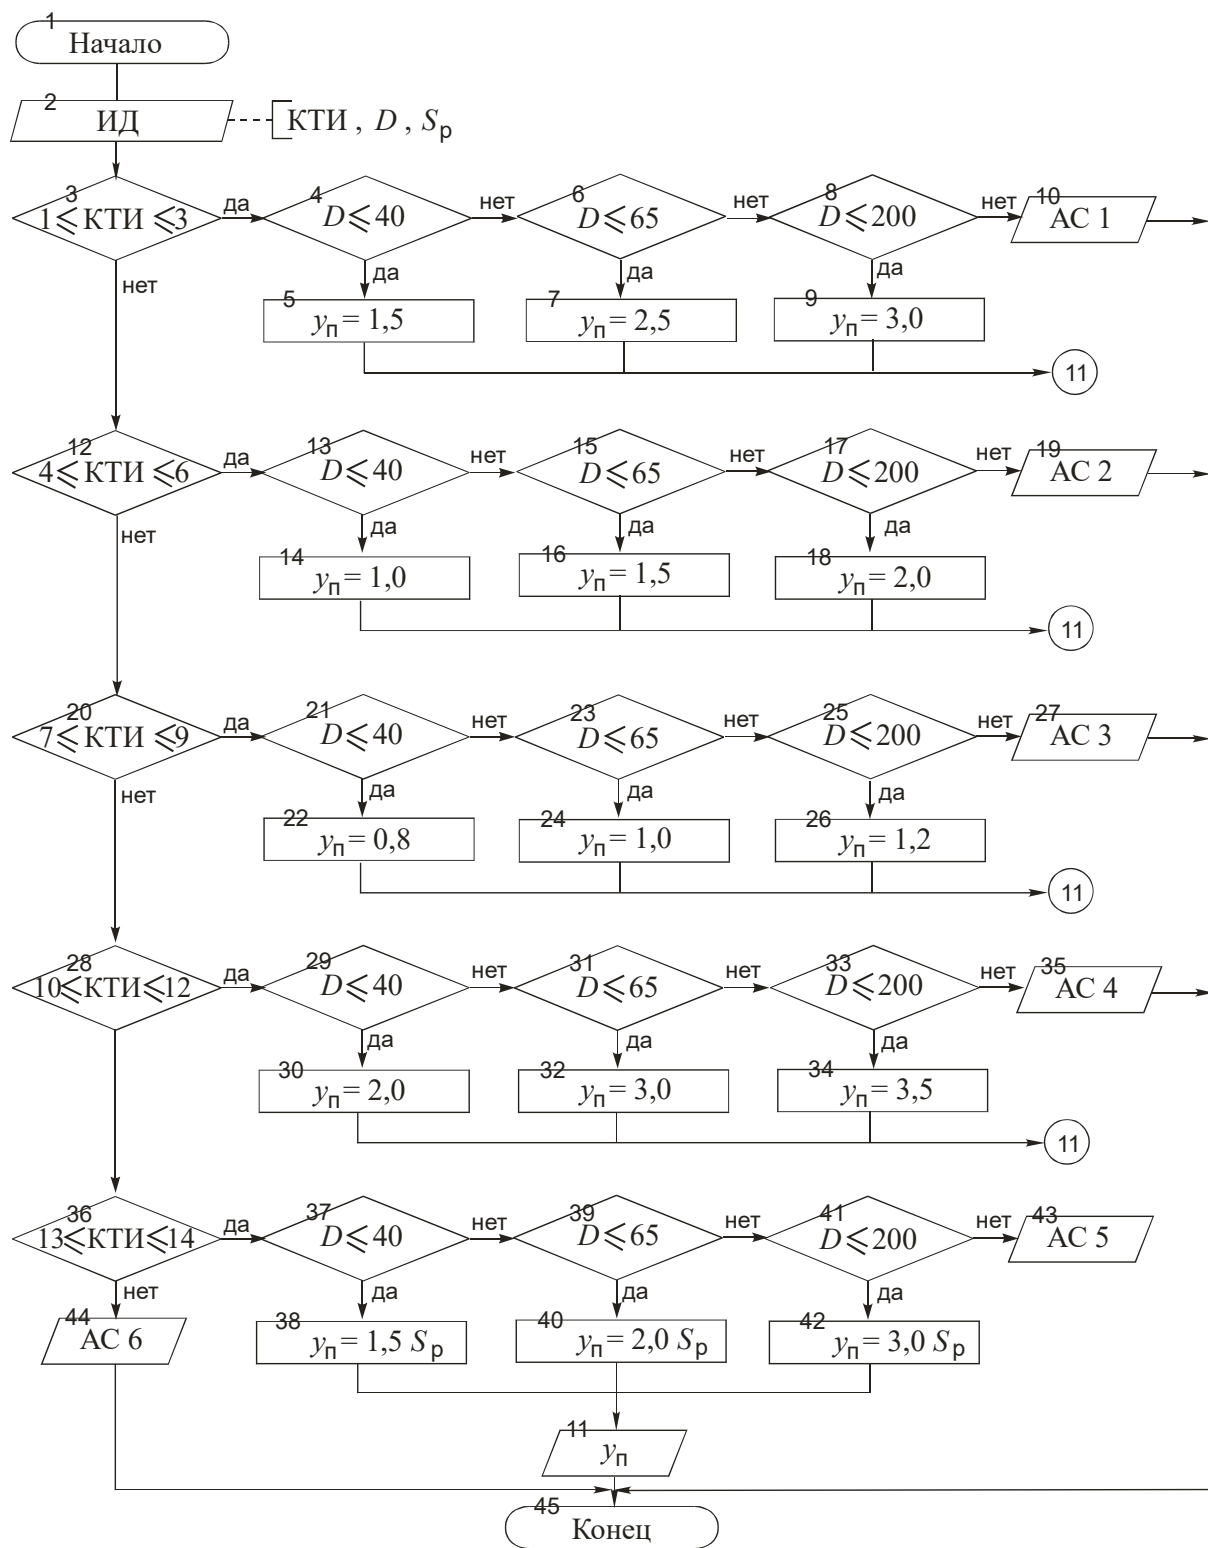 1
Начало
2
ИД
КТИ , D , Sр
3
1 ⩽ КТИ ⩽ 3
да
4
D ⩽ 40
нет
6
D ⩽ 65
нет
8
D ⩽ 200
нет
10
АС 1
нет
да
да
да
5
yп = 1,5
7
yп = 2,5
9
yп = 3,0
11
12
4 ⩽ КТИ ⩽ 6
да
13
D ⩽ 40
нет
15
D ⩽ 65
нет
17
D ⩽ 200
нет
19
АС 2
нет
да
да
да
14
yп = 1,0
16
yп = 1,5
18
yп = 2,0
11
20
7 ⩽ КТИ ⩽ 9
да
21
D ⩽ 40
нет
23
D ⩽ 65
нет
25
D ⩽ 200
нет
27
АС 3
нет
да
да
да
22
yп = 0,8
24
yп = 1,0
26
yп = 1,2
11
28
10 ⩽ КТИ ⩽ 12
да
29
D ⩽ 40
нет
31
D ⩽ 65
нет
33
D ⩽ 200
нет
35
АС 4
да
да
да
30
yп = 2,0
32
yп = 3,0
34
yп = 3,5
11
36
13 ⩽ КТИ ⩽ 14
да
37
D ⩽ 40
нет
39
D ⩽ 65
нет
41
D ⩽ 200
нет
43
АС 5
нет
да
да
да
44
АС 6
38
yп = 1,5 Sр
40
yп = 2,0 Sр
42
yп = 3,0 Sр
11
yп
45
Конец